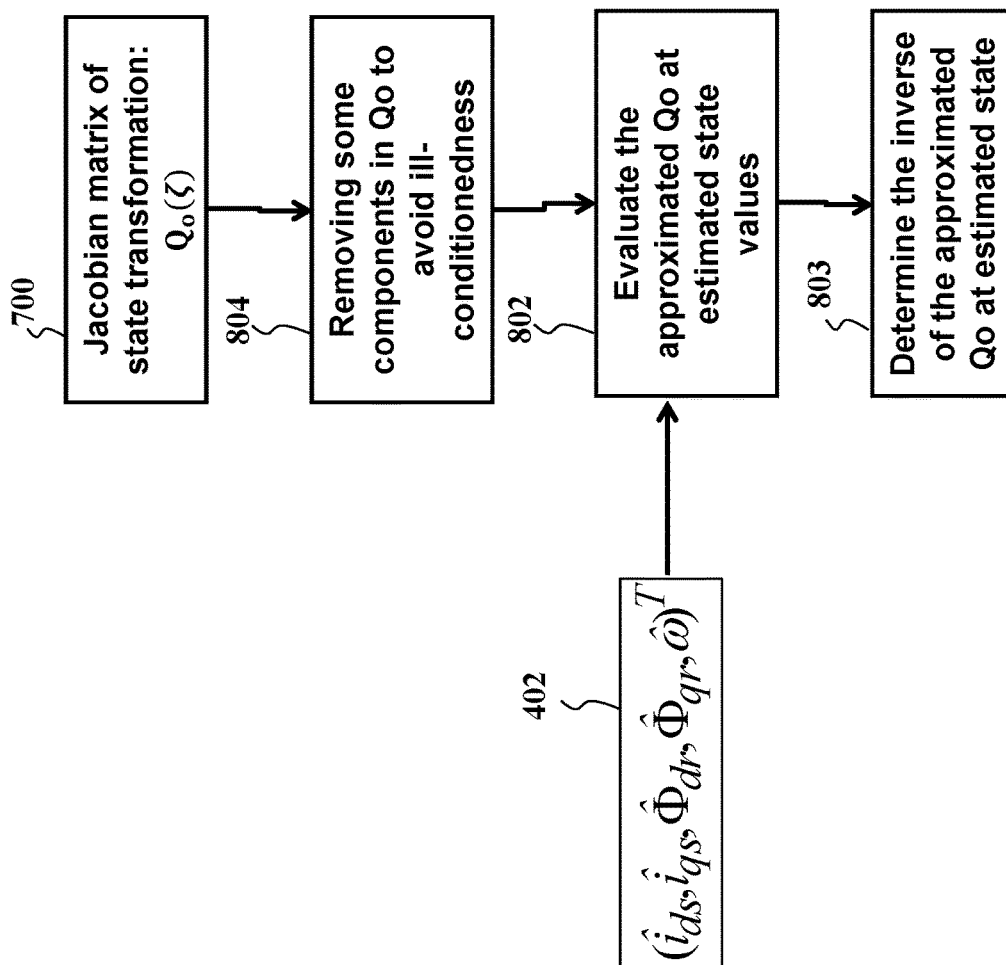 700
Jacobian matrix of
state transformation:
Q₀(ζ)
804
Removing some
components in Qo to
avoid ill-
conditionedness
802
Evaluate the
approximated Qo at
estimated state
values
803
Determine the inverse
of the approximated
Qo at estimated state
402
(î_ds, î_qs, Φ̂_dr, Φ̂_qr, ω̂)^T